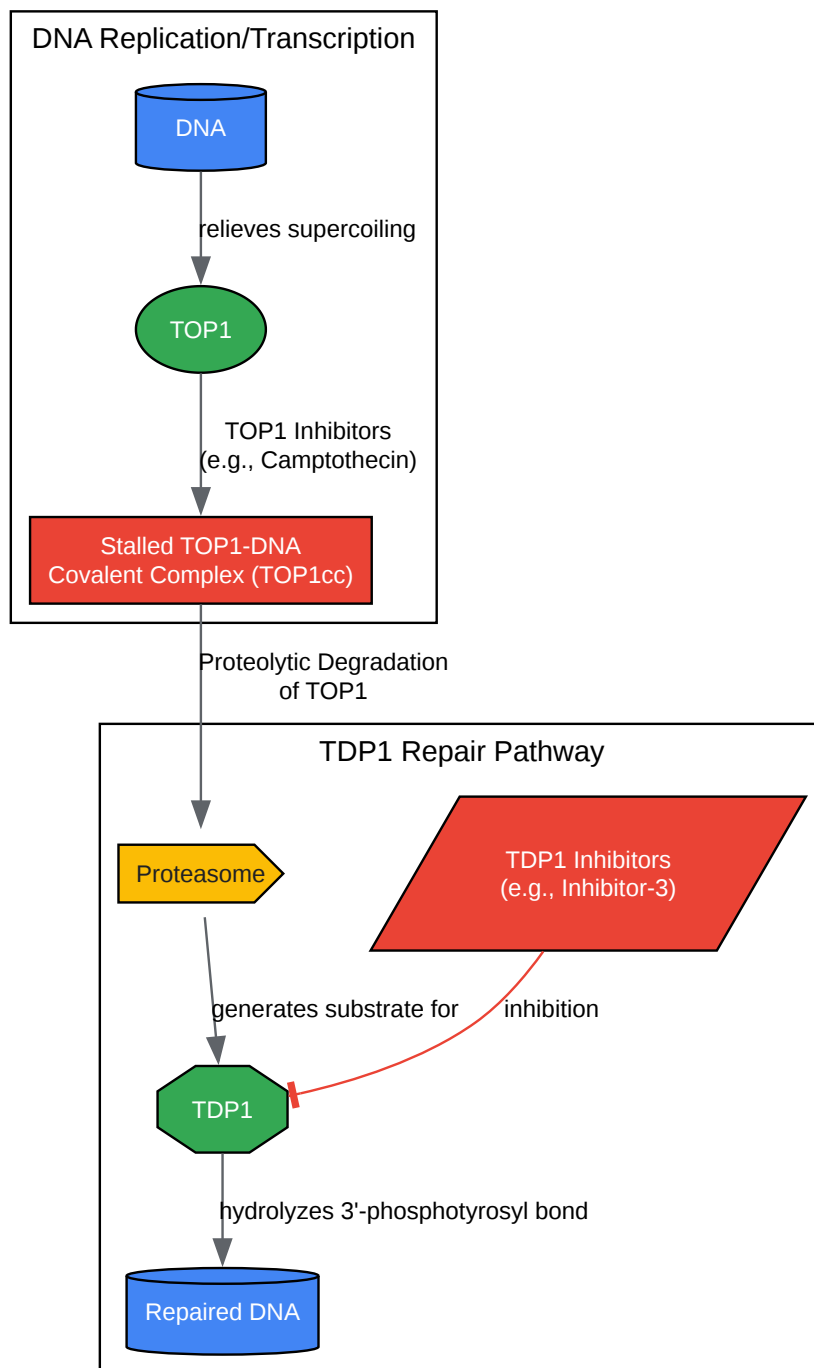 DNA Replication/Transcription
DNA
relieves supercoiling
TOP1
TOP1 Inhibitors
(e.g., Camptothecin)
Stalled TOP1-DNA
Covalent Complex (TOP1cc)
Proteolytic Degradation
of TOP1
TDP1 Repair Pathway
TDP1 Inhibitors
(e.g., Inhibitor-3)
Proteasome
generates substrate for
inhibition
TDP1
hydrolyzes 3'-phosphotyrosyl bond
Repaired DNA